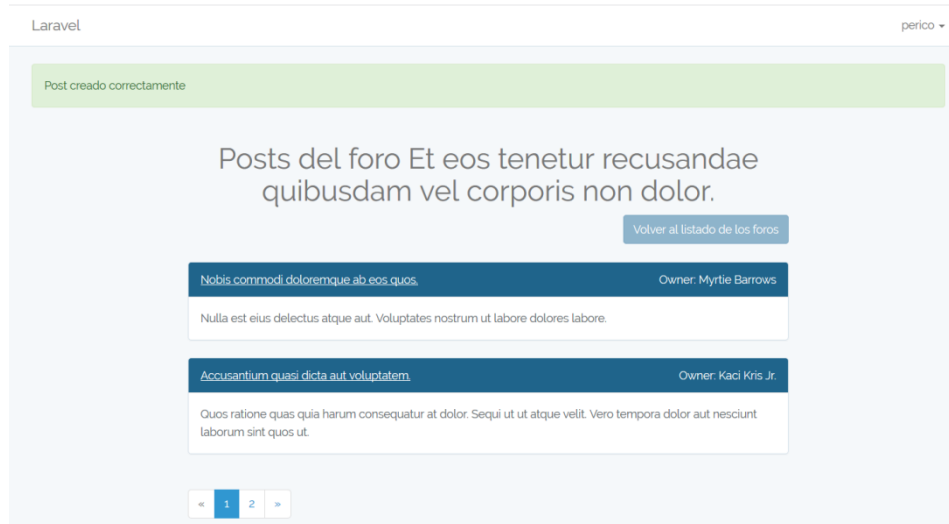 Laravel perico
Post creado correctamente
Posts del foro Et eos tenetur recusandae
quibusdam vel corporis non dolor.
Volver al listado de los foros
Nobis commodi doloremque ab eos quos. Owner: Myrtie Barrows
Nulla est eius delectus atque aut. Voluptates nostrum ut labore dolores labore.
Accusantium quasi dicta aut voluptatem. Owner: Kaci Kris Jr.
Quos ratione quas quia harum consequatur at dolor. Sequi ut ut atque velit. Vero tempora dolor aut nesciunt
laborum sint quos ut.
« 1 2 »